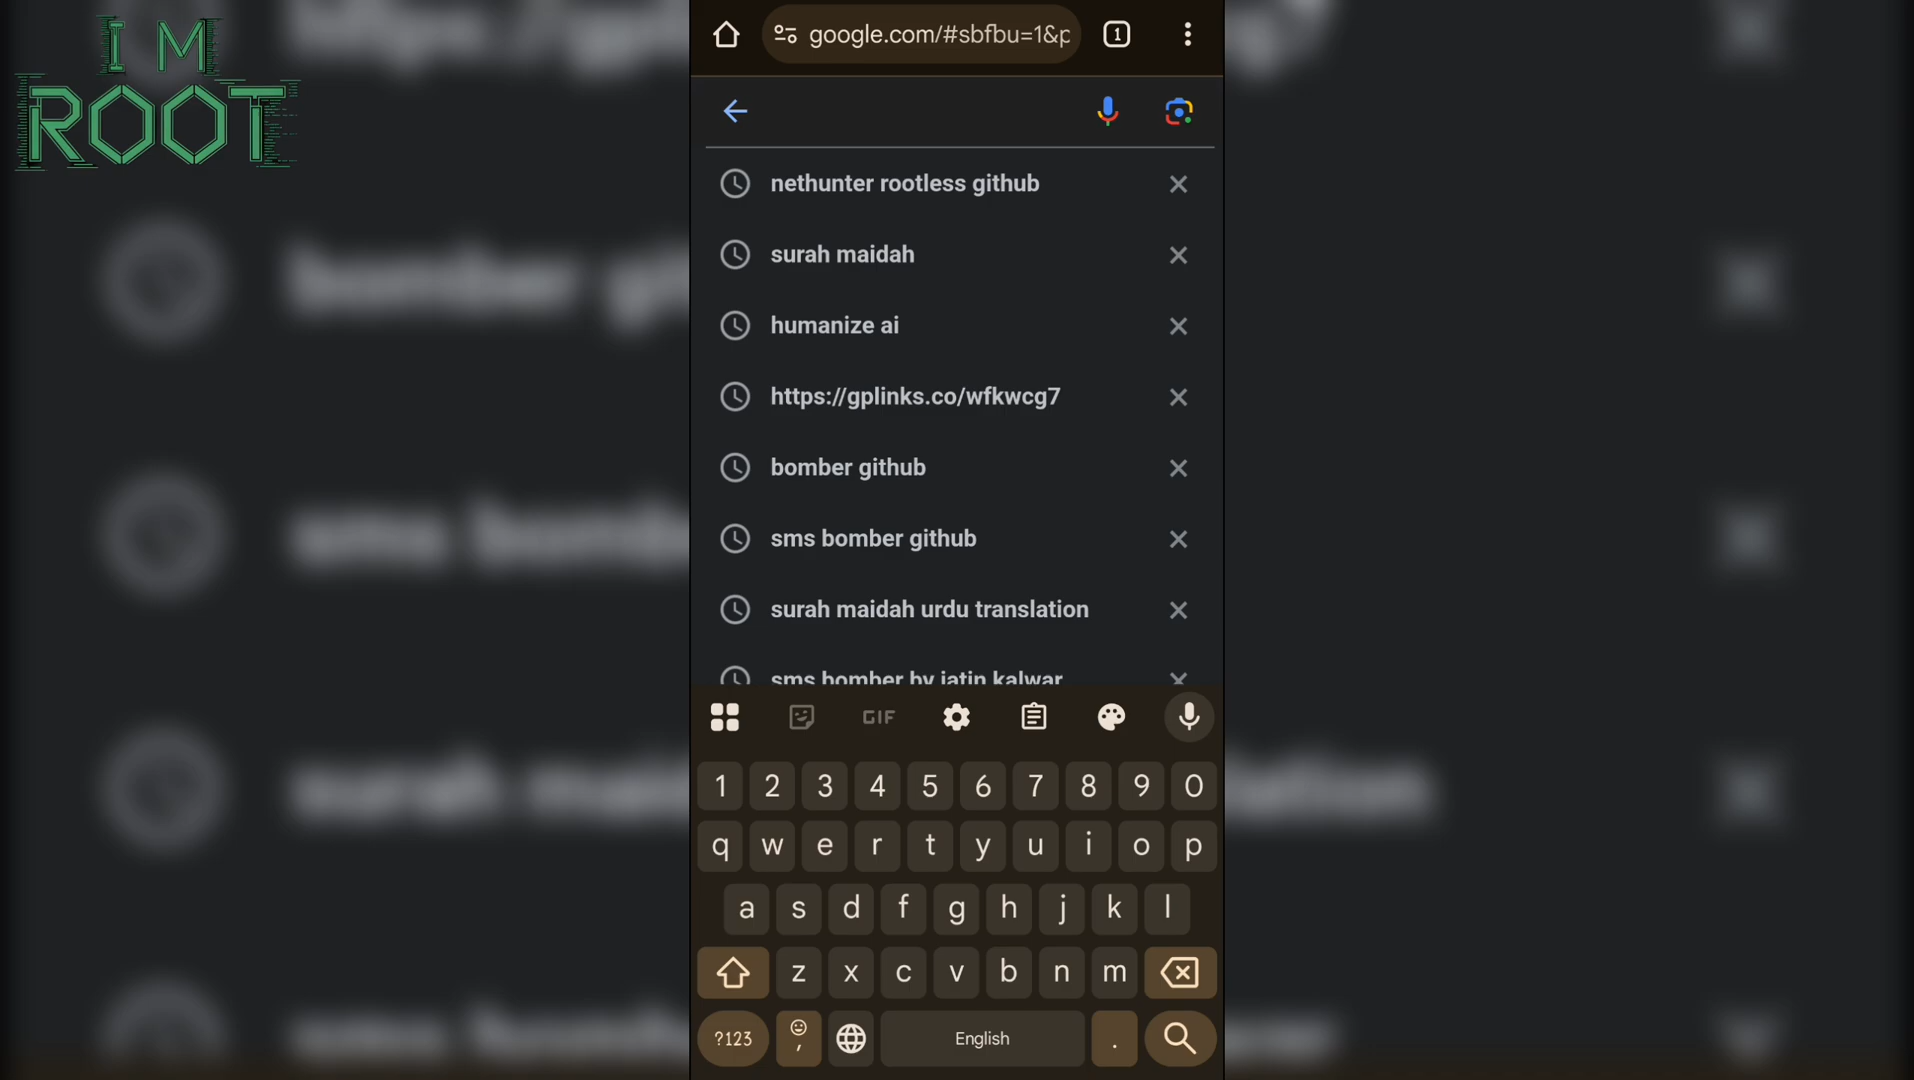 I M
ROOT
google.com/#sbfbu=1&p
1
nethunter rootless github
surah maidah
humanize ai
https://gplinks.co/wfkwcg7
bomber github
sms bomber github
surah maidah urdu translation
sms bomber by jatin kalwar
GIF
1 2 3 4 5 6 7 8 9 0
q w e r t y u i o p
a s d f g h j k l
z x c v b n m
?123 , English .